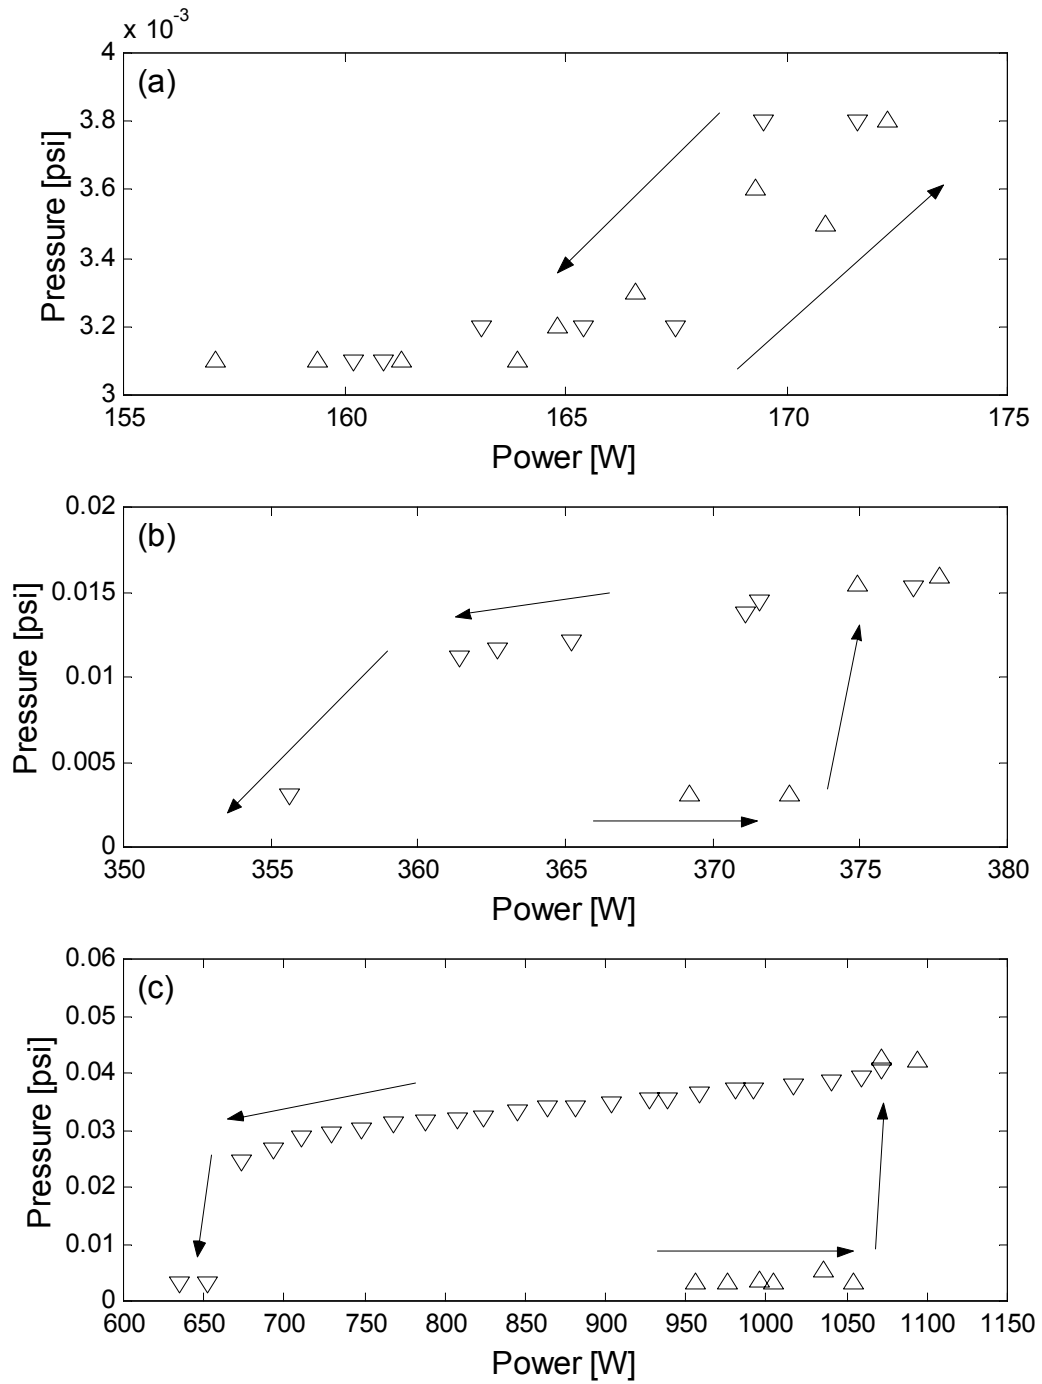 x 10⁻³
4
(a)
3.8
3.6
3.4
3.2
3
Pressure [psi]
155 160 165 170 175
Power [W]
0.02
(b)
0.015
0.01
0.005
0
Pressure [psi]
350 355 360 365 370 375 380
Power [W]
0.06
(c)
0.05
0.04
0.03
0.02
0.01
0
Pressure [psi]
600 650 700 750 800 850 900 950 1000 1050 1100 1150
Power [W]